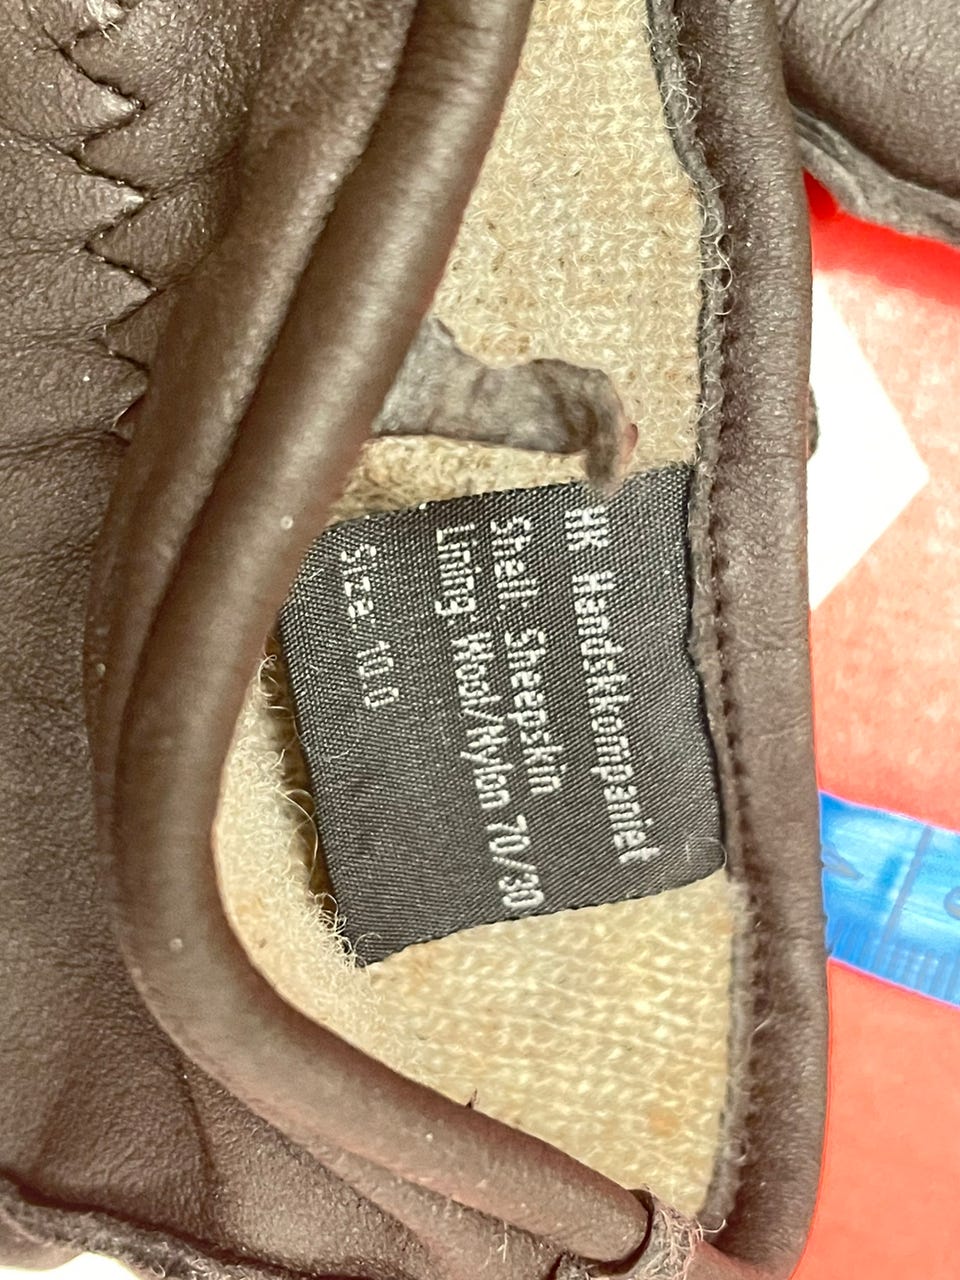 HK Handskkompaniet
Shell: Sheepskin
Lining: Wool/Nylon 70/30
Size: 10.0